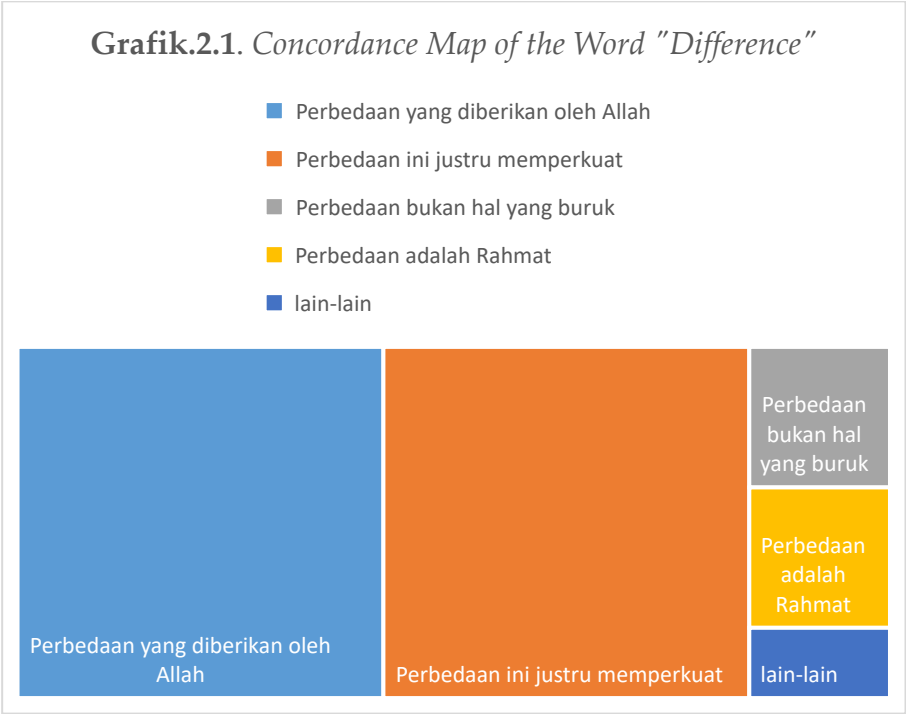 Grafik.2.1. Concordance Map of the Word "Difference"
Perbedaan yang diberikan oleh Allah
Perbedaan ini justru memperkuat
Perbedaan bukan hal yang buruk
Perbedaan adalah Rahmat
lain-lain
Perbedaan yang diberikan oleh
Allah
Perbedaan ini justru memperkuat
Perbedaan
bukan hal
yang buruk
Perbedaan
adalah
Rahmat
lain-lain